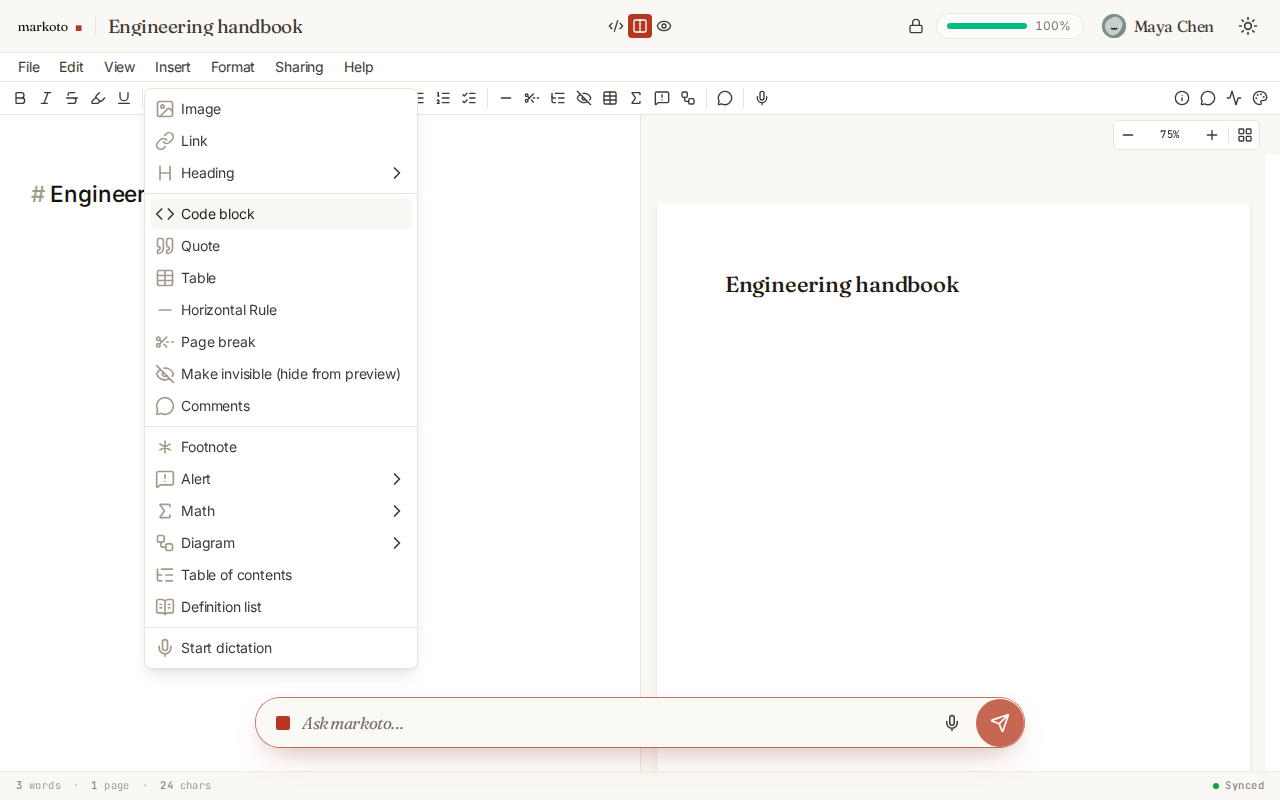 markoto
Engineering handbook
100%
Maya Chen
File Edit View Insert Format Sharing Help
75%
Image
Link
Heading
Code block
Quote
Table
Horizontal Rule
Page break
Make invisible (hide from preview)
Comments
Footnote
Alert
Math
Diagram
Table of contents
Definition list
Start dictation
# Engineer
Engineering handbook
Ask markoto...
3 words · 1 page · 24 chars
Synced